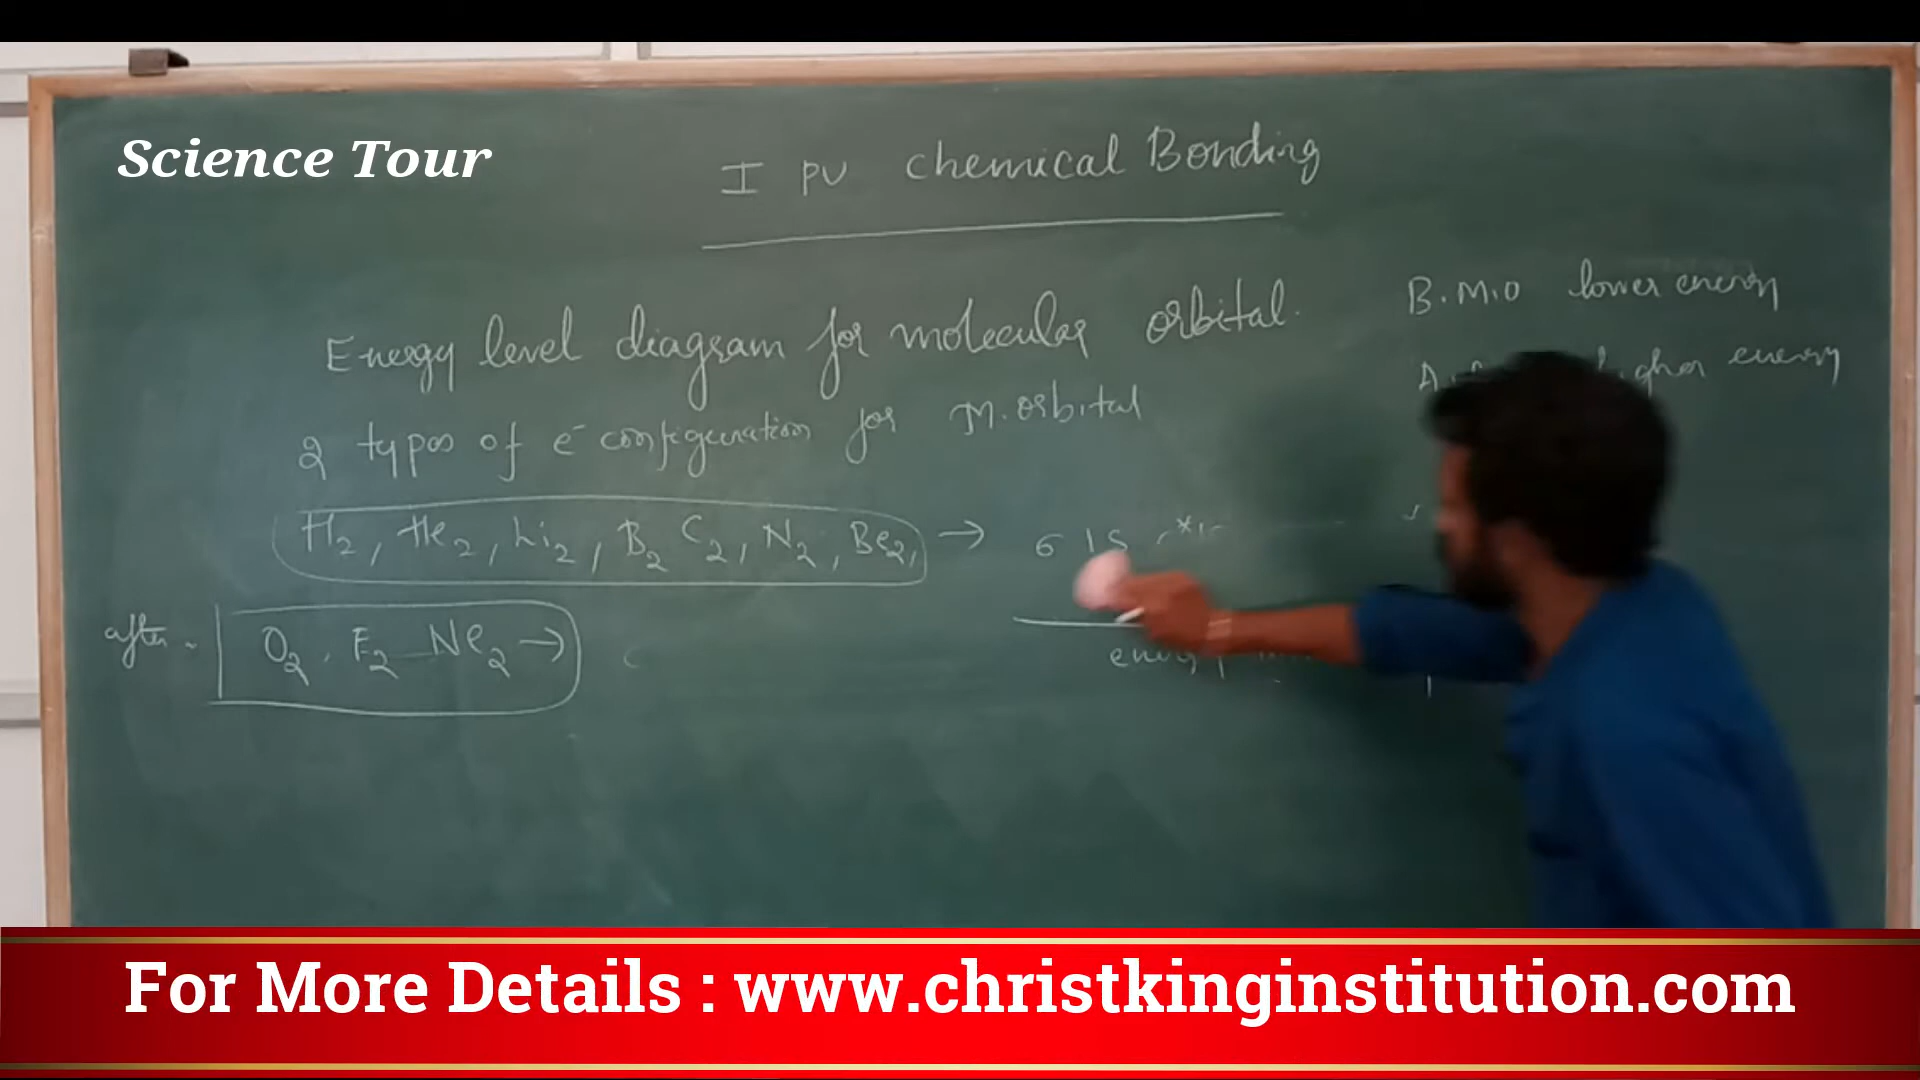 Science Tour
I PU chemical Bonding
Energy level diagram for molecular orbital.
B.M.O lower energy
A. higher energy
2 types of e⁻ configuration for M.orbital
H₂, He₂, Li₂, B₂ C₂, N₂, Be₂, → σ 1S *
after O₂, F₂ Ne₂ →
energy
For More Details : www.christkinginstitution.com